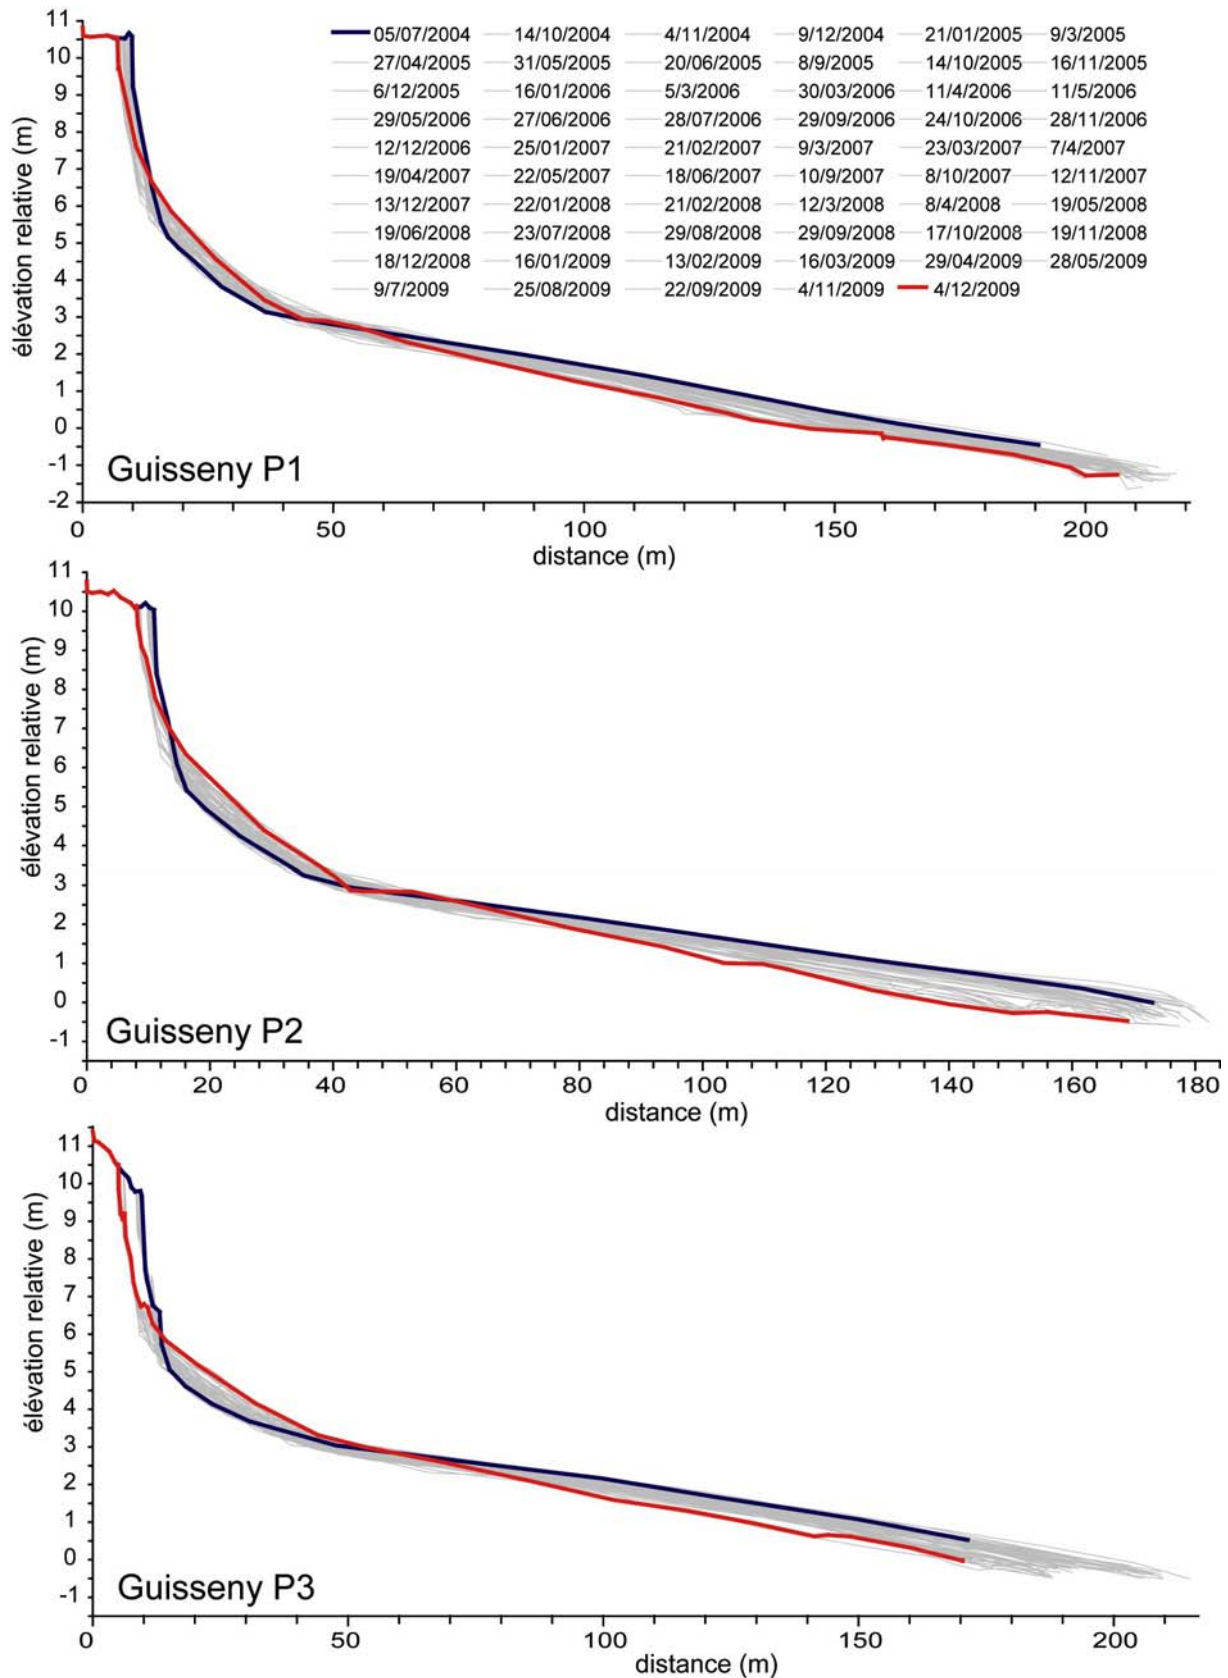 11
10
9
8
7
6
5
4
3
2
1
0
-1
-2
élévation relative (m)
05/07/2004 14/10/2004 4/11/2004 9/12/2004 21/01/2005 9/3/2005
27/04/2005 31/05/2005 20/06/2005 8/9/2005 14/10/2005 16/11/2005
6/12/2005 16/01/2006 5/3/2006 30/03/2006 11/4/2006 11/5/2006
29/05/2006 27/06/2006 28/07/2006 29/09/2006 24/10/2006 28/11/2006
12/12/2006 25/01/2007 21/02/2007 9/3/2007 23/03/2007 7/4/2007
19/04/2007 22/05/2007 18/06/2007 10/9/2007 8/10/2007 12/11/2007
13/12/2007 22/01/2008 21/02/2008 12/3/2008 8/4/2008 19/05/2008
19/06/2008 23/07/2008 29/08/2008 29/09/2008 17/10/2008 19/11/2008
18/12/2008 16/01/2009 13/02/2009 16/03/2009 29/04/2009 28/05/2009
9/7/2009 25/08/2009 22/09/2009 4/11/2009 4/12/2009
Guisseny P1
0 50 100 150 200
distance (m)
11
10
9
8
7
6
5
4
3
2
1
0
-1
élévation relative (m)
Guisseny P2
0 20 40 60 80 100 120 140 160 180
distance (m)
11
10
9
8
7
6
5
4
3
2
1
0
-1
élévation relative (m)
Guisseny P3
0 50 100 150 200
distance (m)